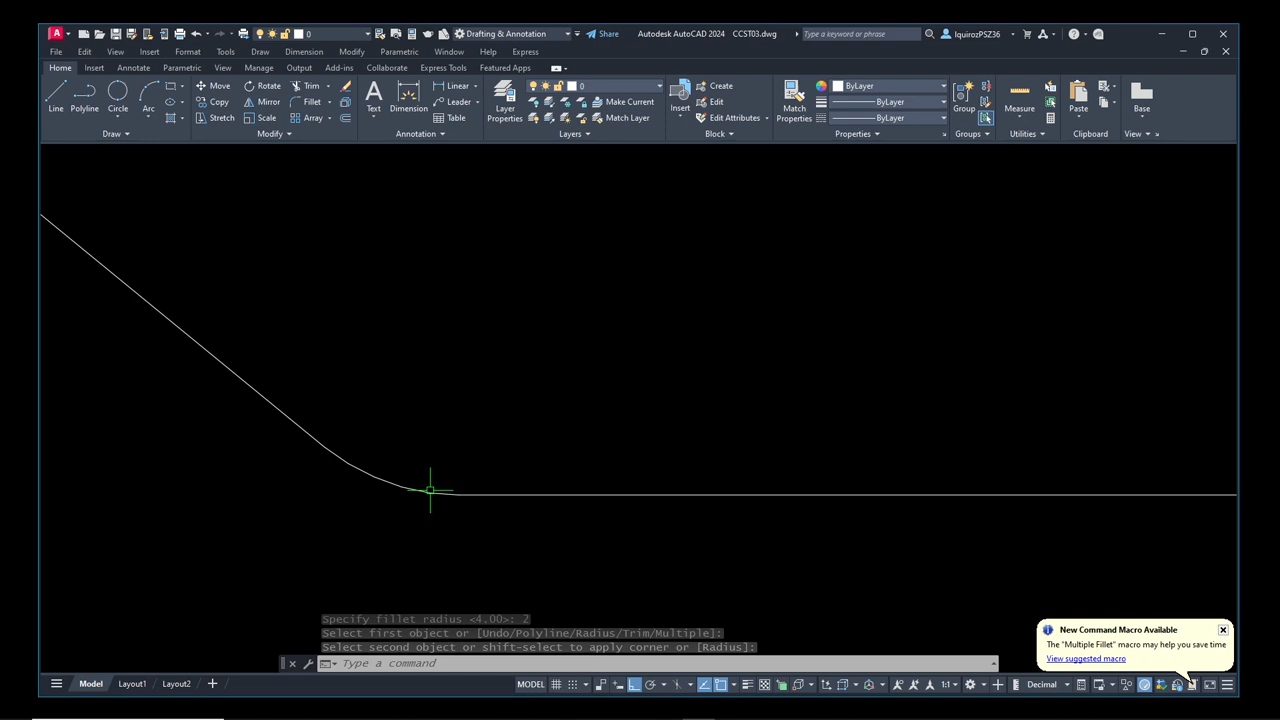 0 Drafting & Annotation Share Autodesk AutoCAD 2024 CCST03.dwg Type a keyword or phrase lquirozPSZ36
File Edit View Insert Format Tools Draw Dimension Modify Parametric Window Help Express
Home Insert Annotate Parametric View Manage Output Add-ins Collaborate Express Tools Featured Apps
Line Polyline Circle Arc
Move Rotate Trim
Copy Mirror Fillet
Stretch Scale Array
Text Dimension
Linear
Leader
Table
Layer Properties
0
Make Current
Match Layer
Insert
Create
Edit
Edit Attributes
Match Properties
ByLayer
ByLayer
ByLayer
Group Measure Paste Base
Draw Modify Annotation Layers Block Properties Groups Utilities Clipboard View
Specify fillet radius <4.00>: 2
Select first object or [Undo/Polyline/Radius/Trim/Multiple]:
Select second object or shift-select to apply corner or [Radius]:
Type a command
New Command Macro Available
The "Multiple Fillet" macro may help you save time
View suggested macro
Model Layout1 Layout2 + MODEL 1:1 Decimal